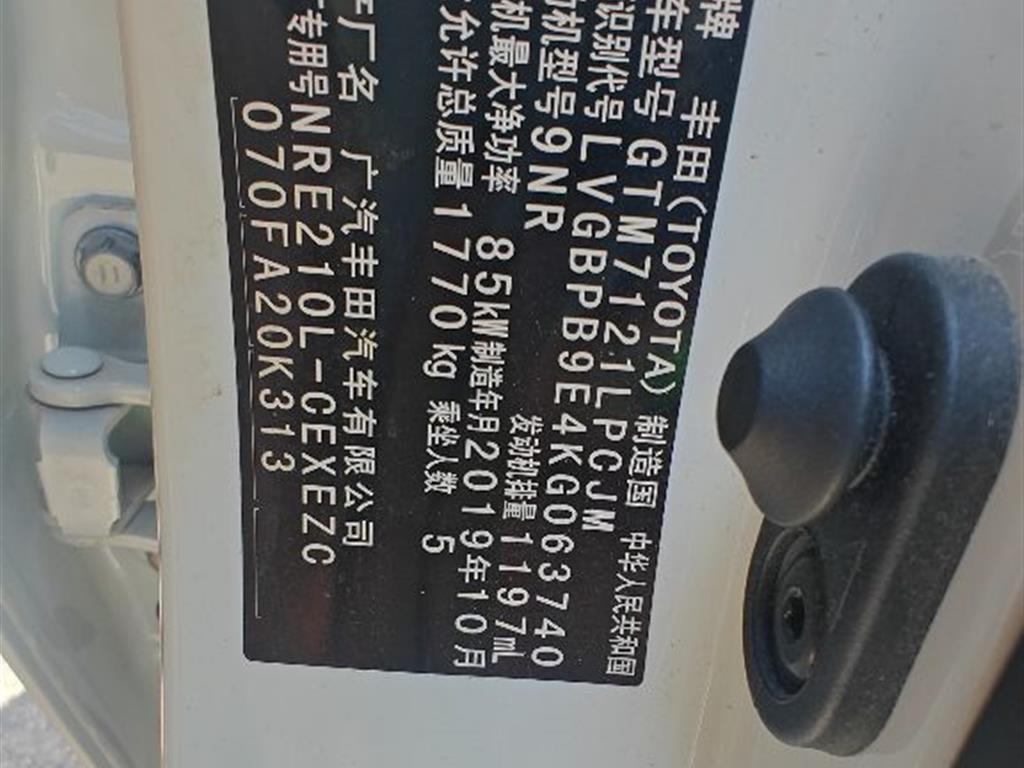 牌 丰田(TOYOTA) 制造国 中华人民共和国
车型号 GTM7121LPCJM
识别代号 LVGBPB9E4KG063740
机型号 9NR 发动机排量 1197mL
机最大净功率 85kW 制造年月 2019年10月
允许总质量 1770kg 乘坐人数 5
厂名 广汽丰田汽车有限公司
专用号 NRE210L-CEXEZC
070FA20K313